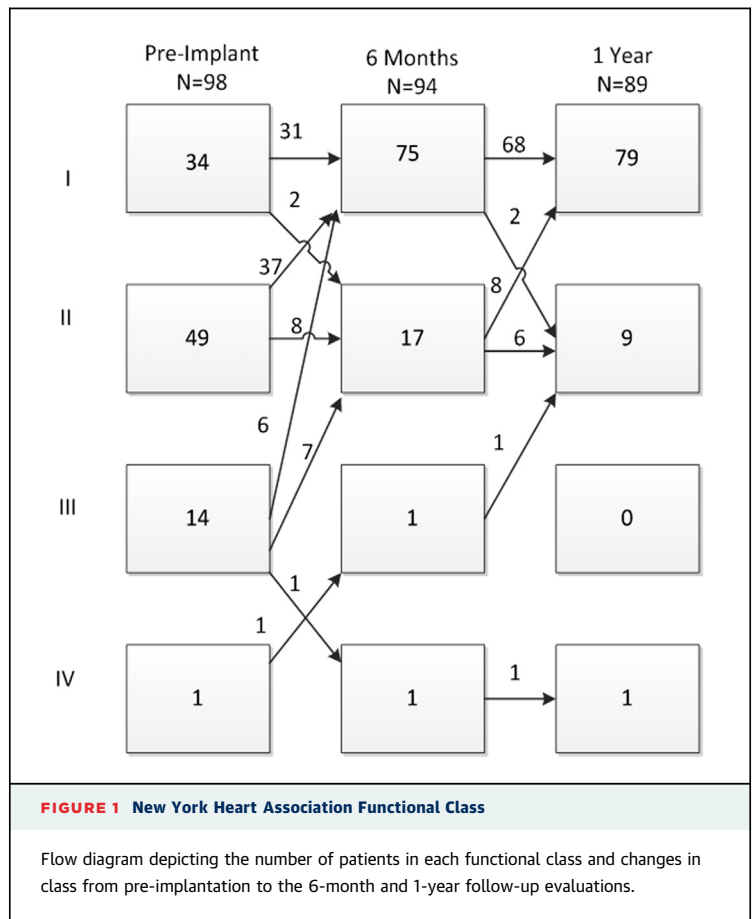 Pre-Implant
N=98
6 Months
N=94
1 Year
N=89
I
34
31
75
68
79
2
2
37
8
II
49
8
17
6
9
6
7
1
III
14
1
0
1
1
IV
1
1
1
1
FIGURE 1 New York Heart Association Functional Class
Flow diagram depicting the number of patients in each functional class and changes in
class from pre-implantation to the 6-month and 1-year follow-up evaluations.